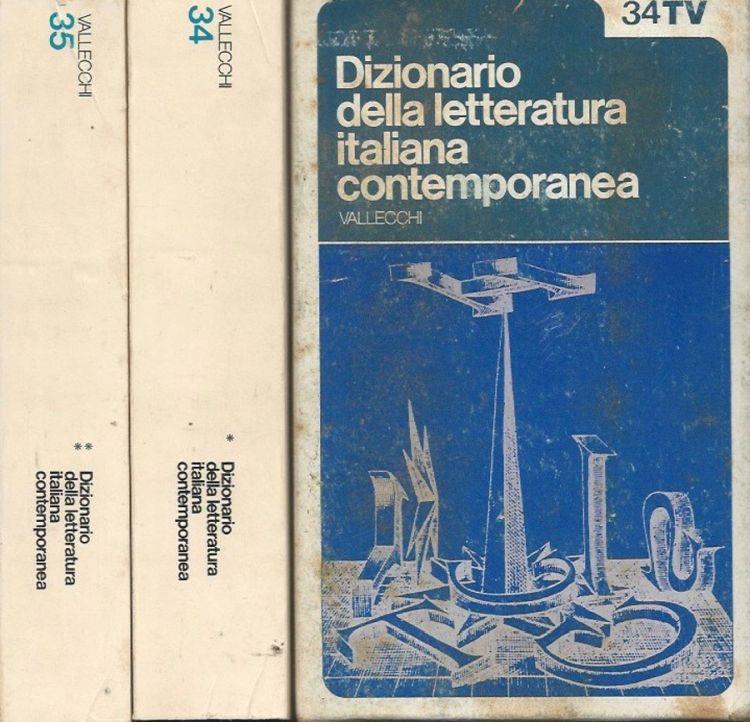 35
VALLECCHI
**
Dizionario
della letteratura
italiana
contemporanea
34
VALLECCHI
*
Dizionario
della letteratura
italiana
contemporanea
34TV
Dizionario
della letteratura
italiana
contemporanea
VALLECCHI